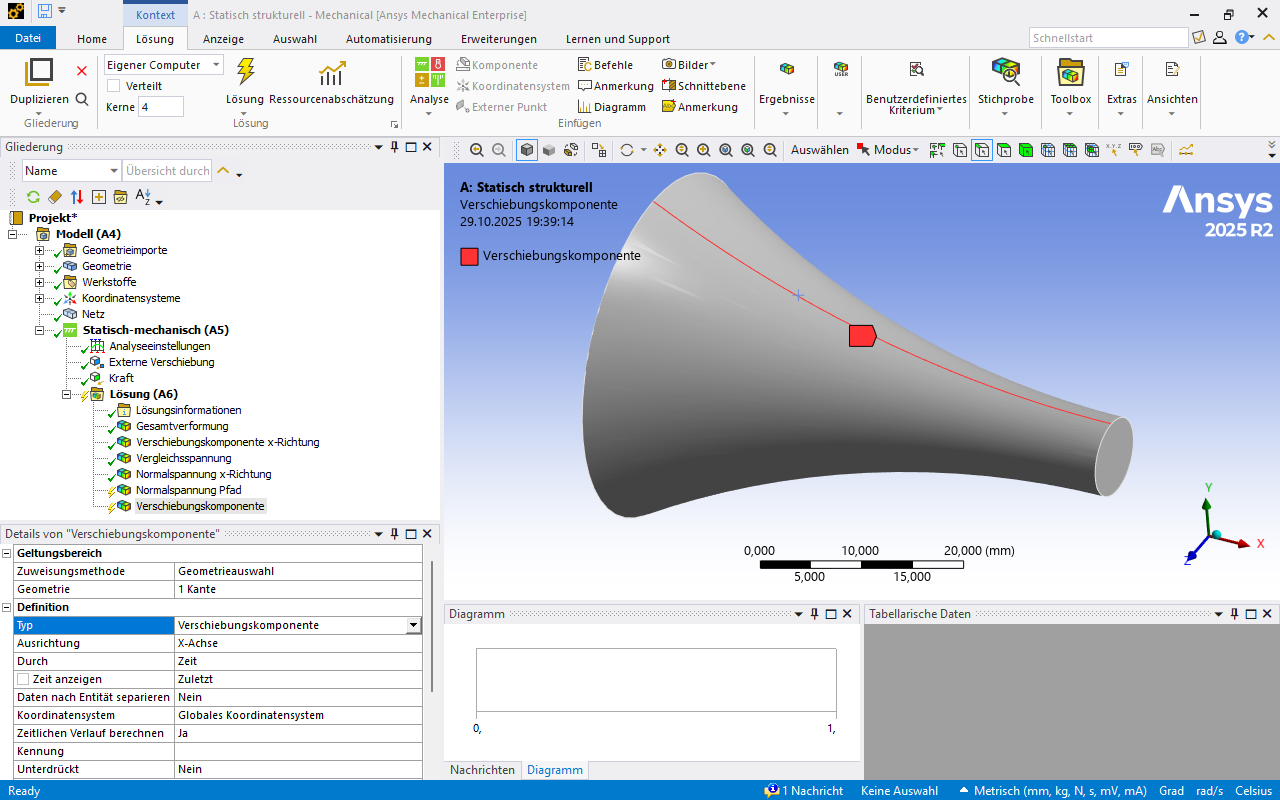 Kontext A : Statisch strukturell - Mechanical [Ansys Mechanical Enterprise]
Datei Home Lösung Anzeige Auswahl Automatisierung Erweiterungen Lernen und Support Schnellstart
Duplizieren
Gliederung
Eigener Computer
Verteilt
Kerne 4
Lösung Ressourcenabschätzung
Lösung
Analyse
Komponente
Koordinatensystem
Externer Punkt
Befehle
Anmerkung
Diagramm
Bilder
Schnittebene
Anmerkung
Einfügen
Ergebnisse
USER
Benutzerdefiniertes
Kriterium
Stichprobe
Toolbox
Extras
Ansichten
Gliederung
Name Übersicht durch
Auswählen Modus
Projekt*
Modell (A4)
Geometrieimporte
Geometrie
Werkstoffe
Koordinatensysteme
Netz
Statisch-mechanisch (A5)
Analyseeinstellungen
Externe Verschiebung
Kraft
Lösung (A6)
Lösungsinformationen
Gesamtverformung
Verschiebungskomponente x-Richtung
Vergleichsspannung
Normalspannung x-Richtung
Normalspannung Pfad
Verschiebungskomponente
Details von "Verschiebungskomponente"
Geltungsbereich
Zuweisungsmethode Geometrieauswahl
Geometrie 1 Kante
Definition
Typ Verschiebungskomponente
Ausrichtung X-Achse
Durch Zeit
Zeit anzeigen Zuletzt
Daten nach Entität separieren Nein
Koordinatensystem Globales Koordinatensystem
Zeitlichen Verlauf berechnen Ja
Kennung
Unterdrückt Nein
A: Statisch strukturell
Verschiebungskomponente
29.10.2025 19:39:14
Verschiebungskomponente
Ansys
2025 R2
0,000 10,000 20,000 (mm)
5,000 15,000
Y
X
Z
Diagramm
0, 1,
Nachrichten Diagramm
Tabellarische Daten
Ready 1 Nachricht Keine Auswahl Metrisch (mm, kg, N, s, mV, mA) Grad rad/s Celsius